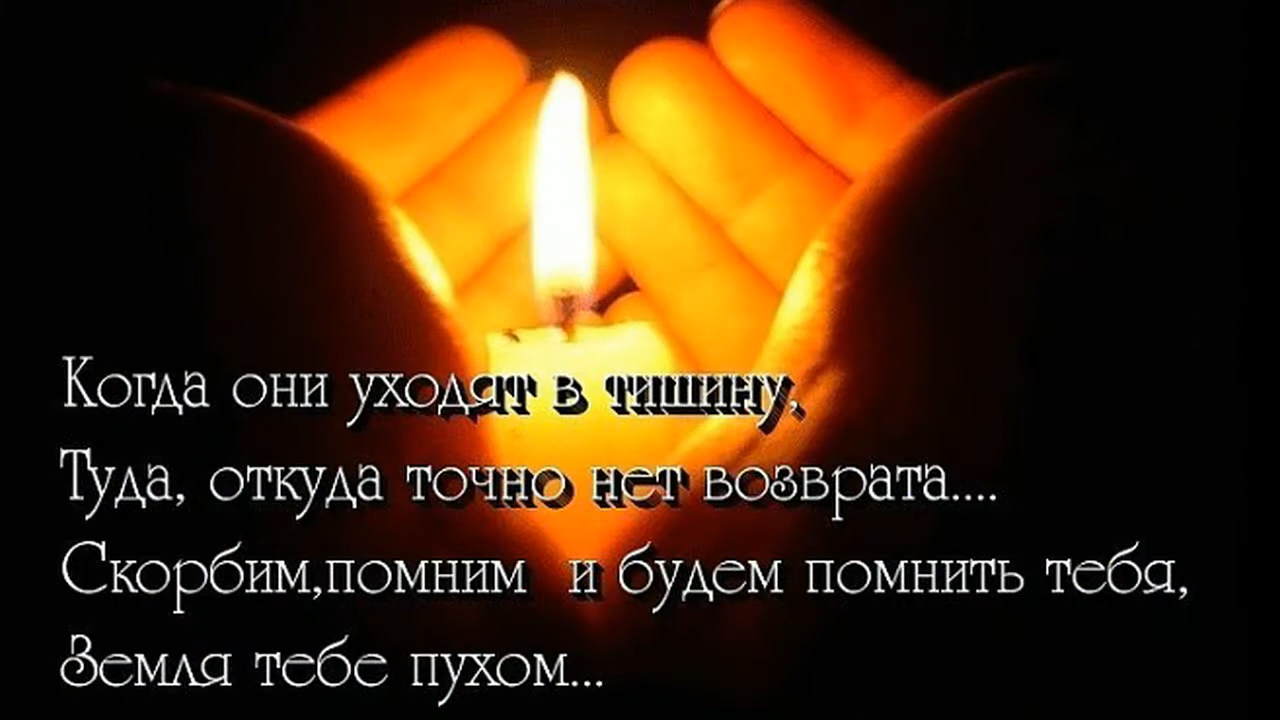 Когда они уходят в тишину,
Туда, откуда точно нет возврата....
Скорбим,помним и будем помнить тебя,
Земля тебе пухом...